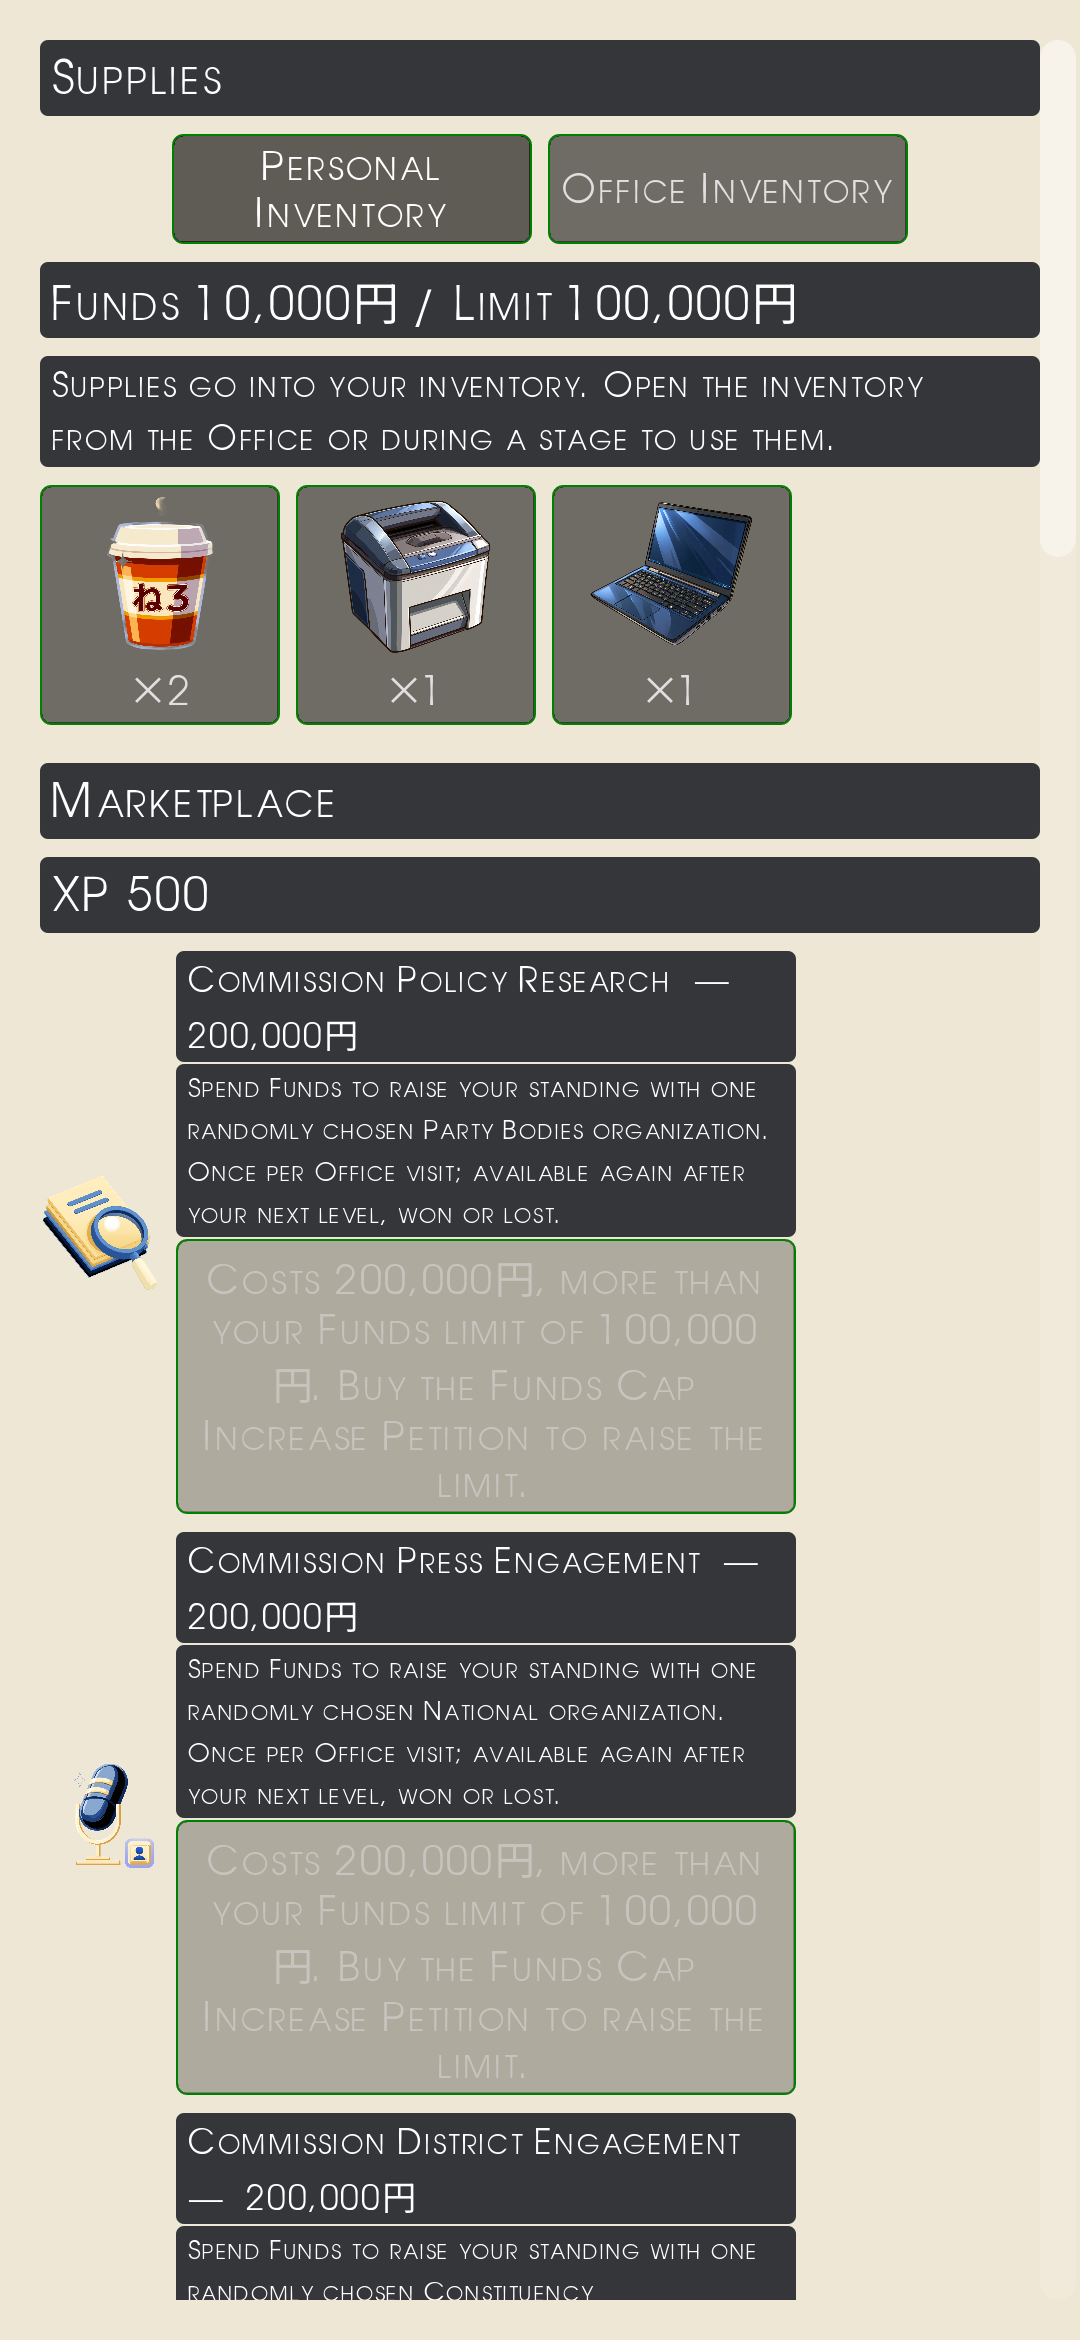 Supplies
Personal
Inventory
Office Inventory
Funds 10,000円 / Limit 100,000円
Supplies go into your inventory. Open the inventory
from the Office or during a stage to use them.
ねろ
×2
×1
×1
Marketplace
XP 500
Commission Policy Research —
200,000円
Spend Funds to raise your standing with one
randomly chosen Party Bodies organization.
Once per Office visit; available again after
your next level, won or lost.
Costs 200,000円, more than
your Funds limit of 100,000
円. Buy the Funds Cap
Increase Petition to raise the
limit.
Commission Press Engagement —
200,000円
Spend Funds to raise your standing with one
randomly chosen National organization.
Once per Office visit; available again after
your next level, won or lost.
Costs 200,000円, more than
your Funds limit of 100,000
円. Buy the Funds Cap
Increase Petition to raise the
limit.
Commission District Engagement
— 200,000円
Spend Funds to raise your standing with one
randomly chosen Constituency